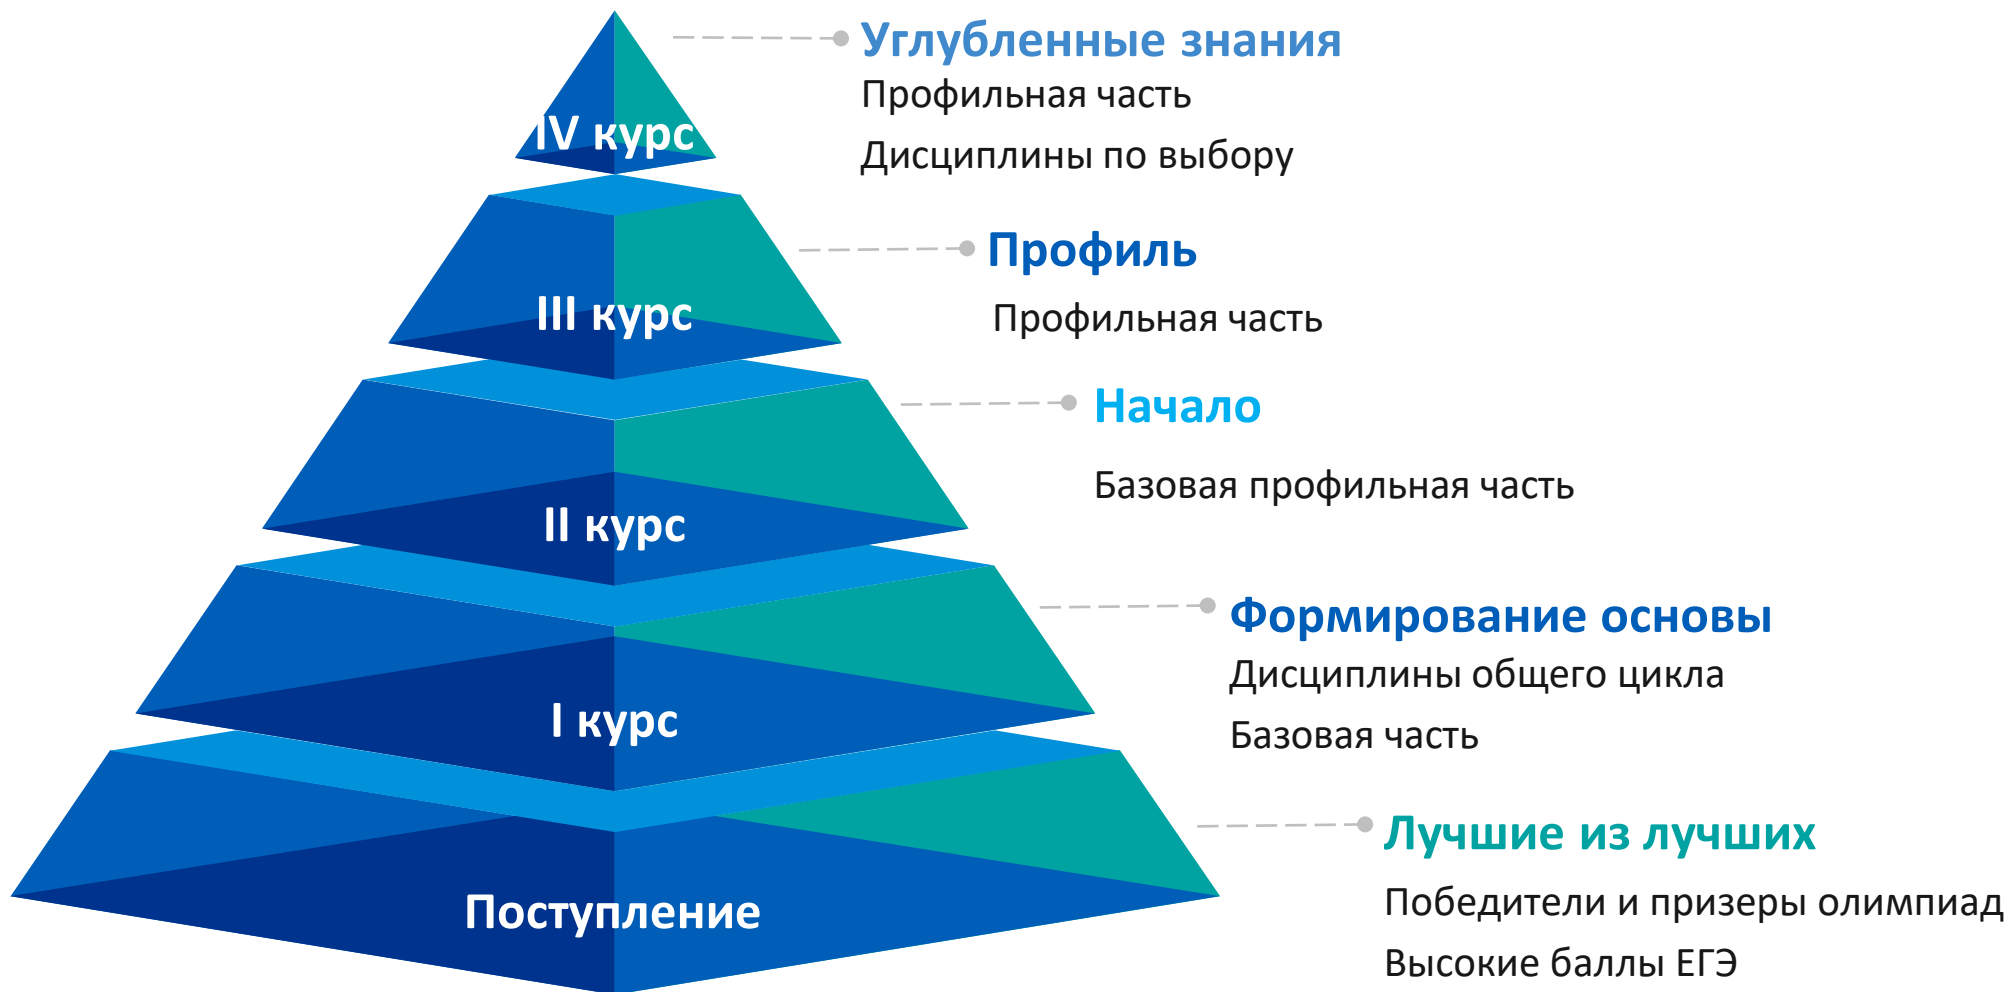 Углубленные знания
Профильная часть
IV курс
Дисциплины по выбору
Профиль
III курс
Профильная часть
Начало
Базовая профильная часть
II курс
Формирование основы
Дисциплины общего цикла
I курс
Базовая часть
Лучшие из лучших
Победители и призеры олимпиад
Поступление
Высокие баллы ЕГЭ